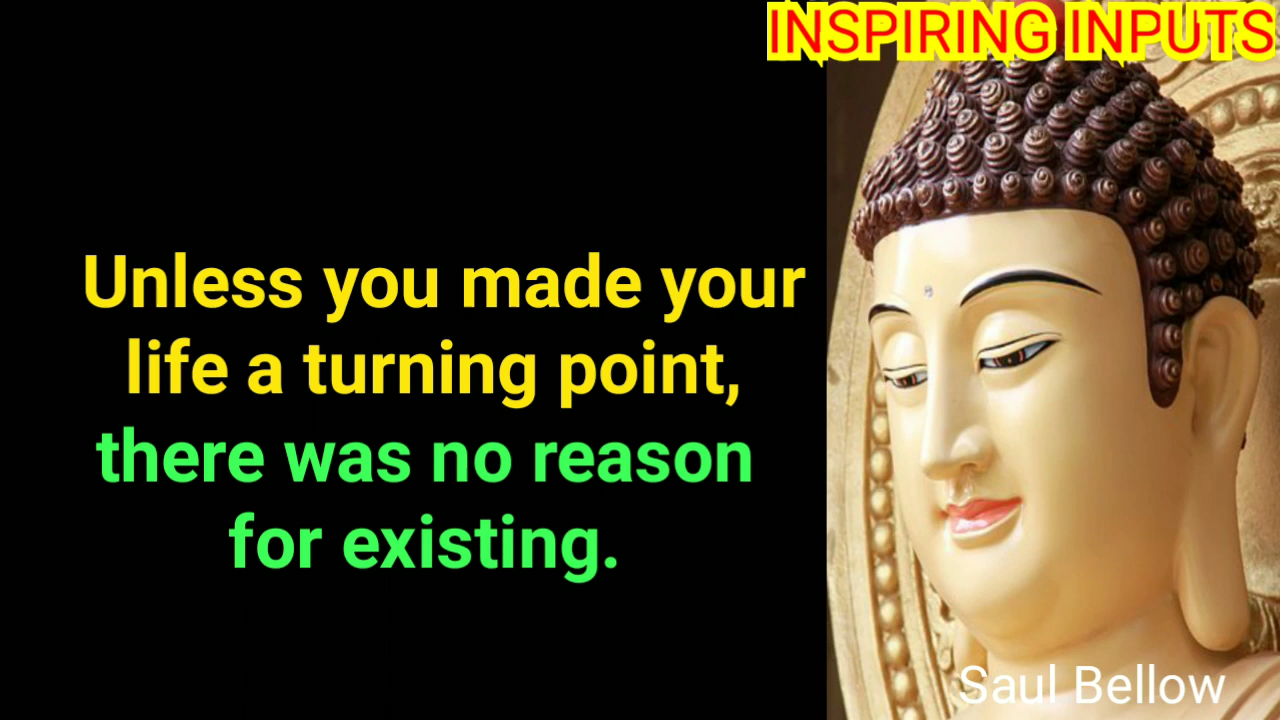 INSPIRING INPUTS
Unless you made your
life a turning point,
there was no reason
for existing.
Saul Bellow